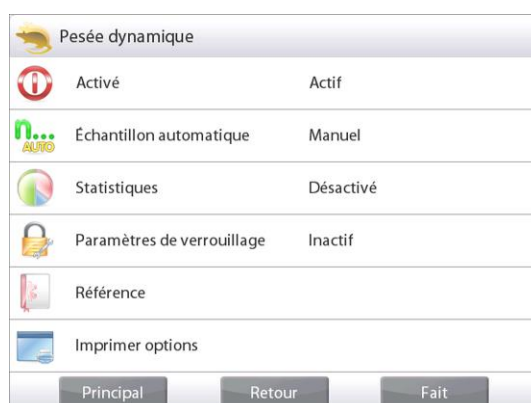 Pesée dynamique
Activé Actif
n... AUTO Échantillon automatique Manuel
Statistiques Désactivé
Paramètres de verrouillage Inactif
Référence
Imprimer options
Principal Retour Fait